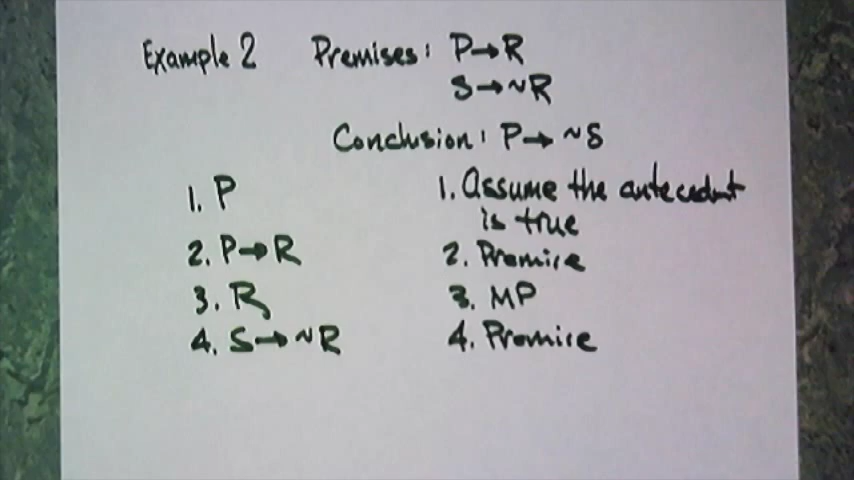 Example 2 Premises: P→R
S→~R
Conclusion: P→ ~S
1. P 1. Assume the antecedent
is true
2. P→R 2. Premise
3. R 3. MP
4. S→~R 4. Premise